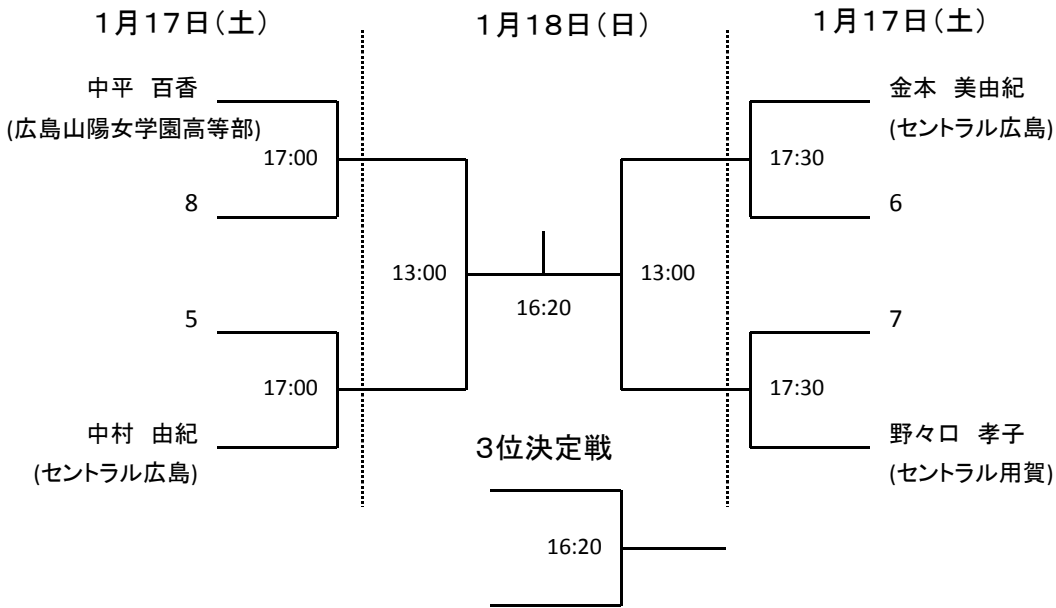 1月17日(土)
1月18日(日)
1月17日(土)
中平 百香
(広島山陽女学園高等部)
17:00
8
13:00
5
17:00
中村 由紀
(セントラル広島)
16:20
金本 美由紀
(セントラル広島)
17:30
6
13:00
7
17:30
野々口 孝子
(セントラル用賀)
3位決定戦
16:20